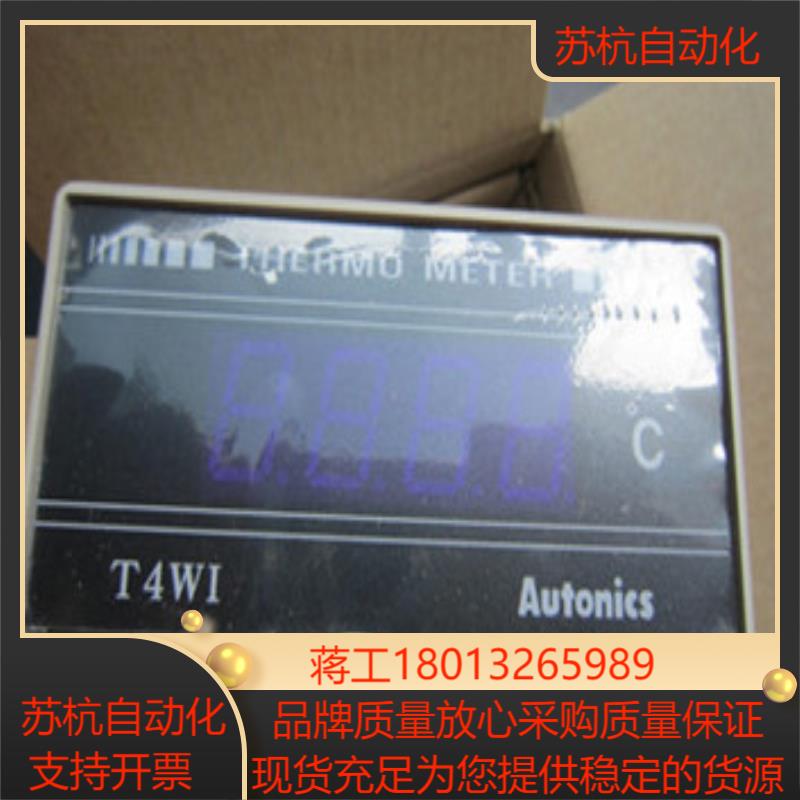 苏杭自动化
THERMO METER
°C
T4WI
Autonics
蒋工18013265989
苏杭自动化
支持开票
品牌质量放心采购质量保证
现货充足为您提供稳定的货源